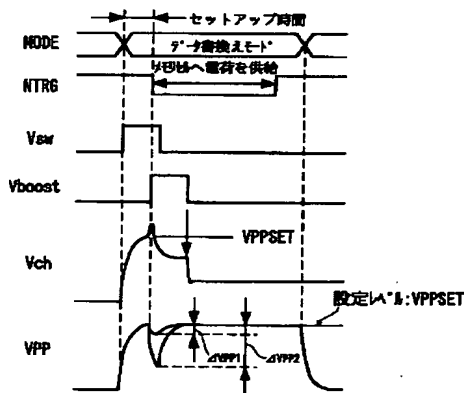 セットアップ時間
MODE
データ書換えモード
メモリセルへ電荷を供給
NTRG
Vsw
Vboost
VPPSET
Vch
設定レベル:VPPSET
VPP
⊿VPP1
⊿VPP2